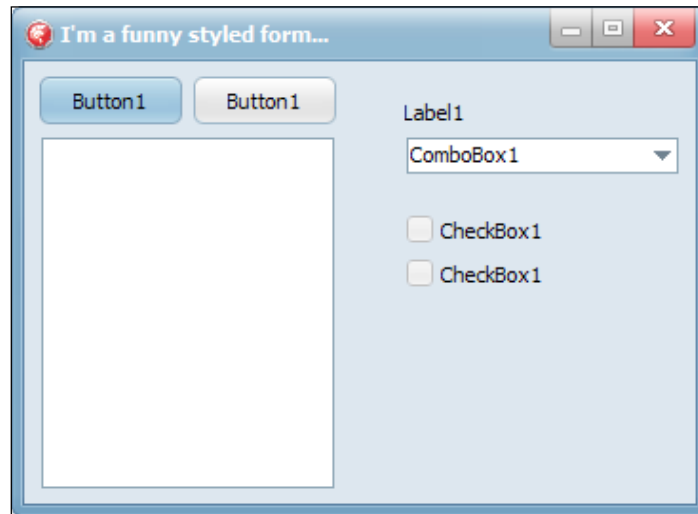 I'm a funny styled form...
Button1 Button1
Label1
ComboBox1
CheckBox1
CheckBox1